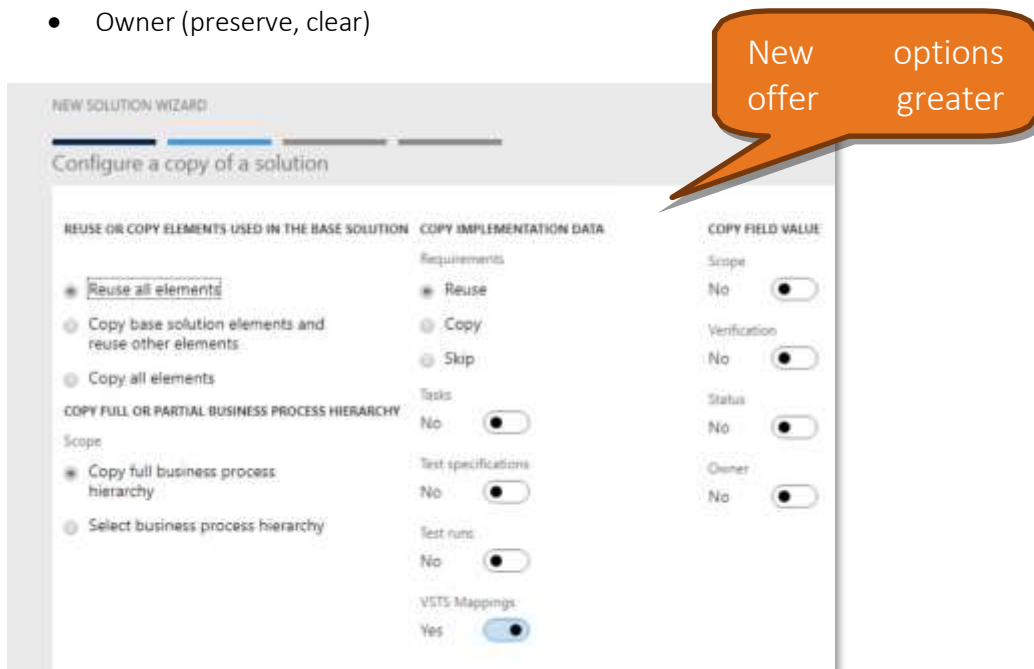 • Owner (preserve, clear)
New options
offer greater
NEW SOLUTION WIZARD
Configure a copy of a solution
REUSE OR COPY ELEMENTS USED IN THE BASE SOLUTION
Reuse all elements
Copy base solution elements and
reuse other elements
Copy all elements
COPY FULL OR PARTIAL BUSINESS PROCESS HIERARCHY
Scope
Copy full business process
hierarchy
Select business process hierarchy
COPY IMPLEMENTATION DATA
Requirements
Reuse
Copy
Skip
Tasks
No
Test specifications
No
Test runs
No
VSTS Mappings
Yes
COPY FIELD VALUE
Scope
No
Verification
No
Status
No
Owner
No